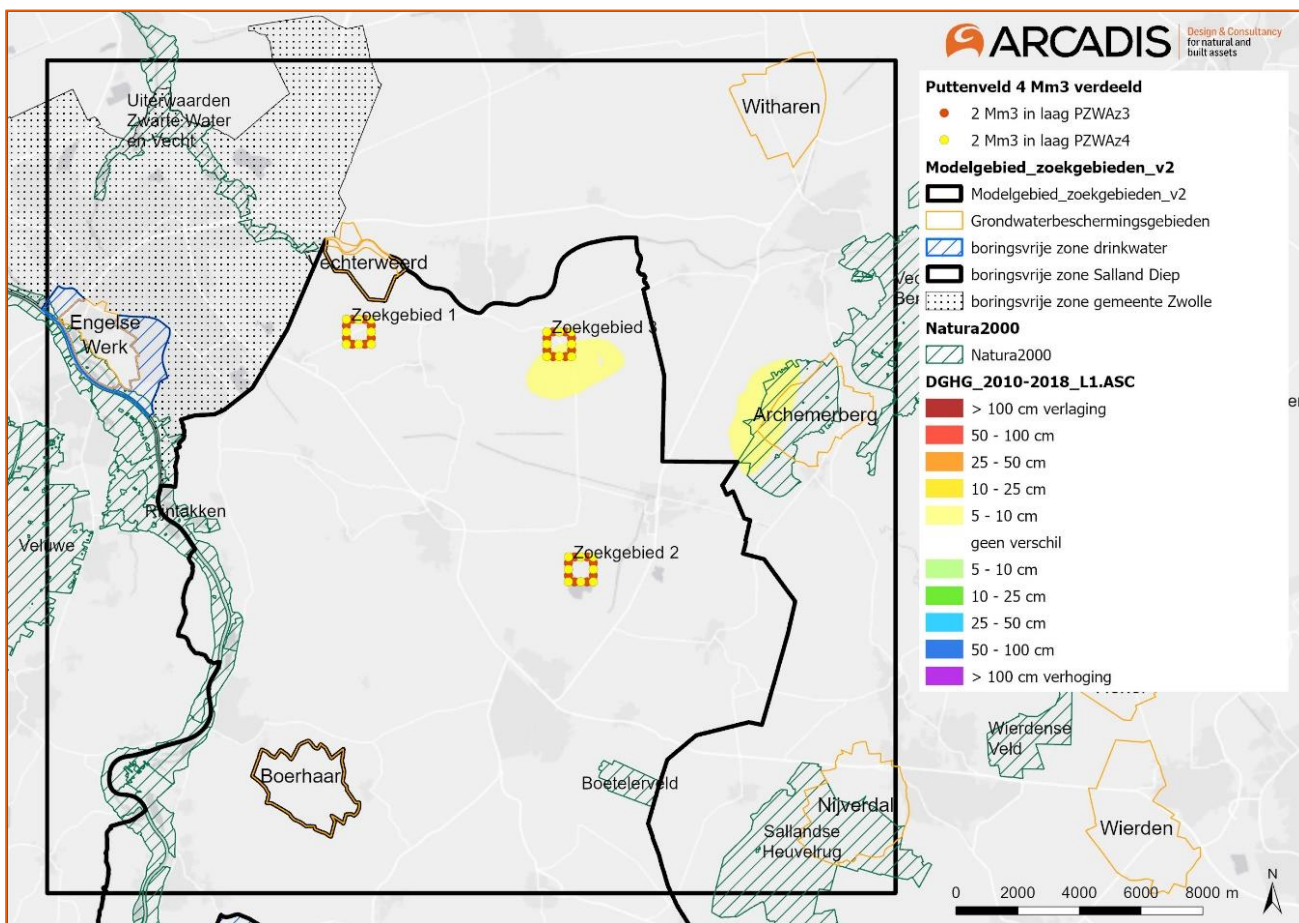 ARCADIS
Design & Consultancy
for natural and
built assets
Puttenveld 4 Mm3 verdeeld
2 Mm3 in laag PZWAz3
2 Mm3 in laag PZWAz4
Modelgebied_zoekgebieden_v2
Modelgebied_zoekgebieden_v2
Grondwaterbeschermingsgebieden
boringsvrije zone drinkwater
boringsvrije zone Salland Diep
boringsvrije zone gemeente Zwolle
Natura2000
Natura2000
DGHG_2010-2018_L1.ASC
> 100 cm verlaging
50 - 100 cm
25 - 50 cm
10 - 25 cm
5 - 10 cm
geen verschil
5 - 10 cm
10 - 25 cm
25 - 50 cm
50 - 100 cm
> 100 cm verhoging
Uiterwaarden
Zwarte Water
en Vecht
Witharen
Vechterweerd
Zoekgebied 1
Zoekgebied 3
Engelse
Werk
Archemerberg
Rijntakken
Veluwe
Zoekgebied 2
Boerhaar
Boetelerveld
Nijverdal
Sallandse
Heuvelrug
Wierdense
Veld
Wierden
N
0 2000 4000 6000 8000 m